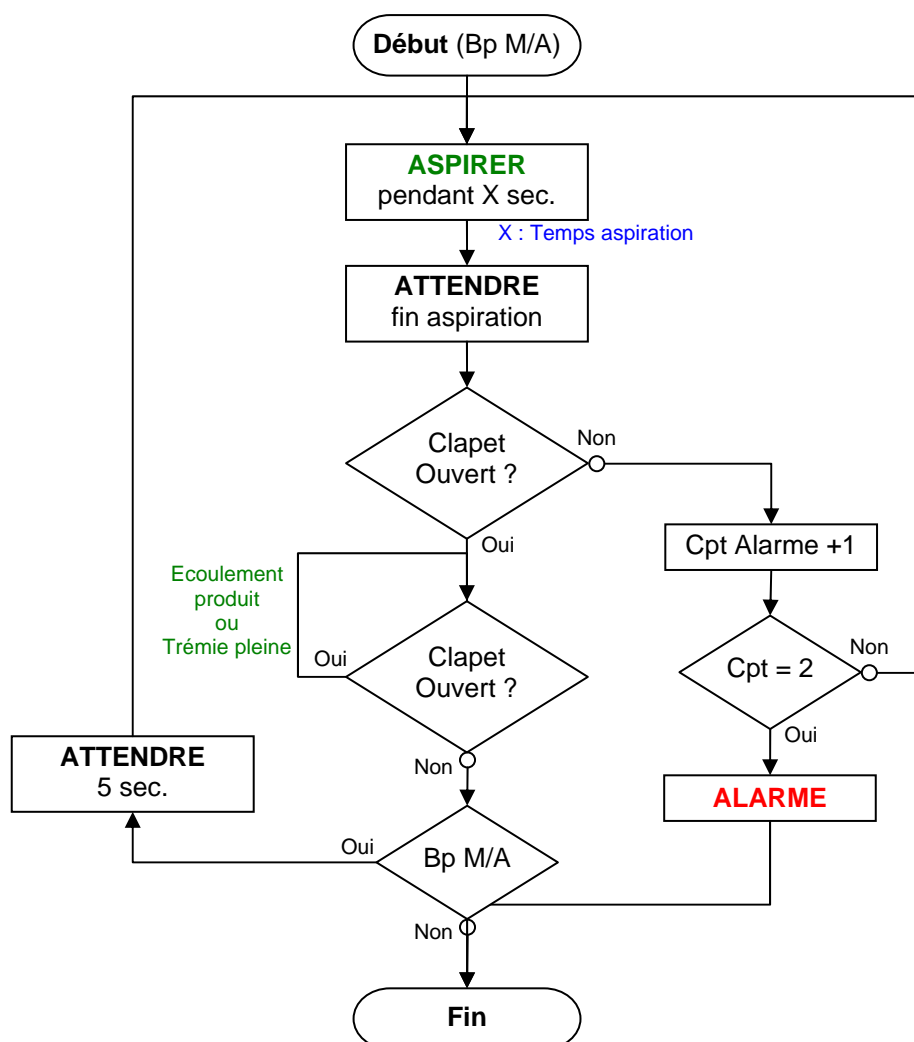 Début (Bp M/A)
ASPIRER
pendant X sec.
X : Temps aspiration
ATTENDRE
fin aspiration
Clapet
Ouvert ?
Non
Oui
Cpt Alarme +1
Ecoulement
produit
ou
Trémie pleine
Oui
Clapet
Ouvert ?
Non
Cpt = 2
Non
Oui
ATTENDRE
5 sec.
ALARME
Oui
Bp M/A
Non
Fin